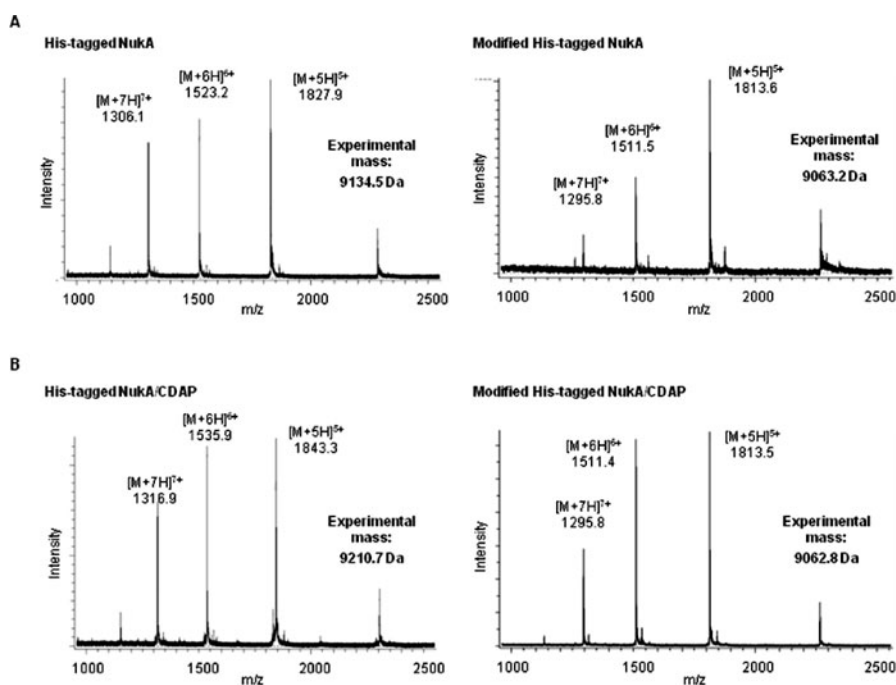 A
His-tagged NukA
[M+7H]⁷⁺
1306.1
[M+6H]⁶⁺
1523.2
[M+5H]⁵⁺
1827.9
Experimental
mass:
9134.5 Da
Intensity
1000 1500 2000 2500
m/z
Modified His-tagged NukA
[M+7H]⁷⁺
1295.8
[M+6H]⁶⁺
1511.5
[M+5H]⁵⁺
1813.6
Experimental
mass:
9063.2 Da
Intensity
1000 1500 2000 2500
m/z
B
His-tagged NukA/CDAP
[M+7H]⁷⁺
1316.9
[M+6H]⁶⁺
1535.9
[M+5H]⁵⁺
1843.3
Experimental
mass:
9210.7 Da
Intensity
1000 1500 2000 2500
m/z
Modified His-tagged NukA/CDAP
[M+7H]⁷⁺
1295.8
[M+6H]⁶⁺
1511.4
[M+5H]⁵⁺
1813.5
Experimental
mass:
9062.8 Da
Intensity
1000 1500 2000 2500
m/z